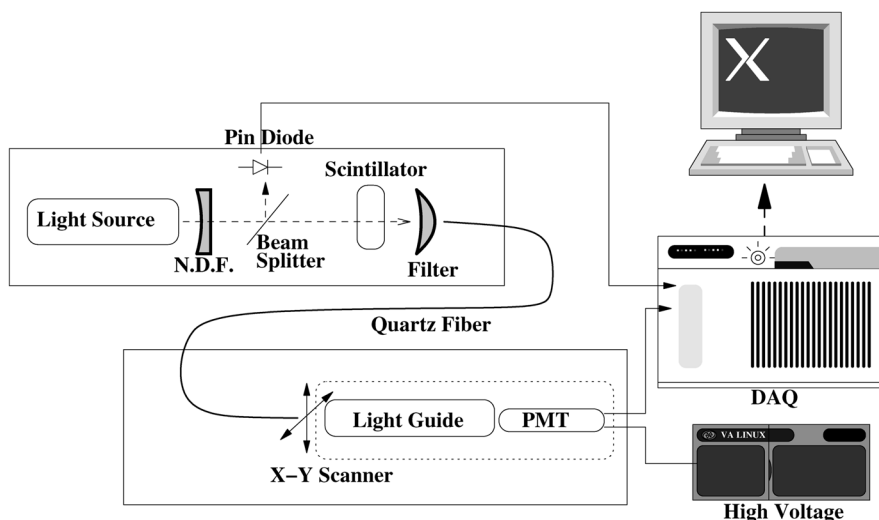 Pin Diode
Scintillator
Light Source
N.D.F.
Beam
Splitter
Filter
Quartz Fiber
DAQ
Light Guide
PMT
X–Y Scanner
VA LINUX
High Voltage